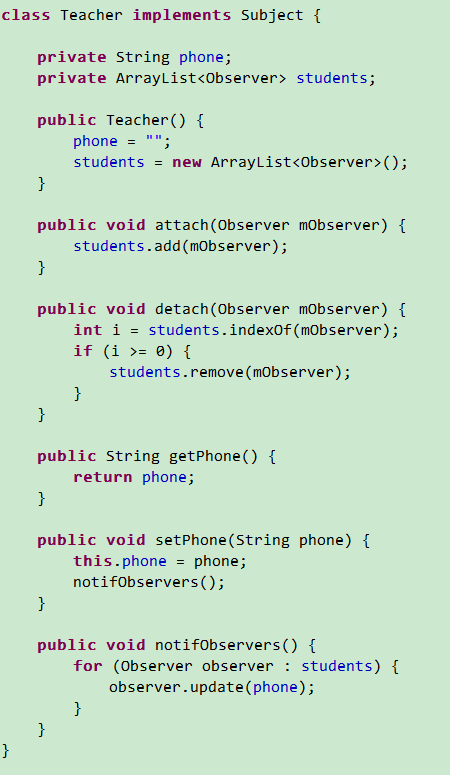 class Teacher implements Subject {
private String phone;
private ArrayList<Observer> students;
public Teacher() {
phone = "";
students = new ArrayList<Observer>();
}
public void attach(Observer mObserver) {
students.add(mObserver);
}
public void detach(Observer mObserver) {
int i = students.indexOf(mObserver);
if (i >= 0) {
students.remove(mObserver);
}
}
public String getPhone() {
return phone;
}
public void setPhone(String phone) {
this.phone = phone;
notifObservers();
}
public void notifObservers() {
for (Observer observer : students) {
observer.update(phone);
}
}
}